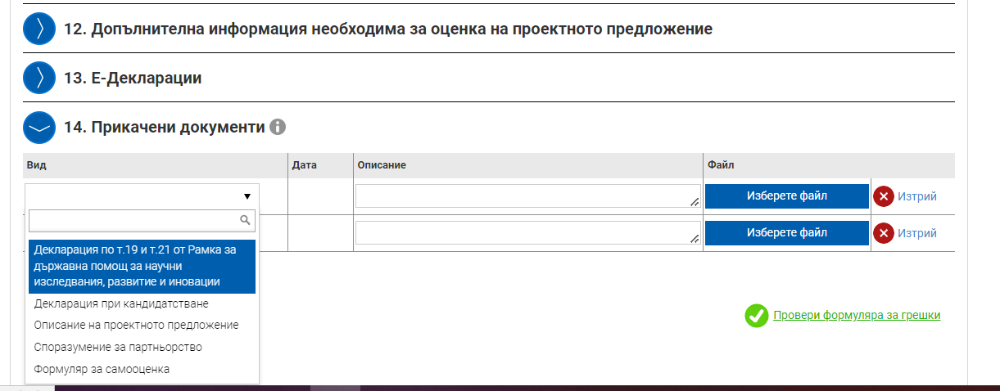 12. Допълнителна информация необходима за оценка на проектното предложение
13. Е-Декларации
14. Прикачени документи
Вид Дата Описание Файл
Изберете файл Изтрий
Изберете файл Изтрий
Декларация по т.19 и т.21 от Рамка за
държавна помощ за научни
изследвания, развитие и иновации
Декларация при кандидатстване
Описание на проектното предложение
Споразумение за партньорство
Формуляр за самооценка
Провери формуляра за грешки